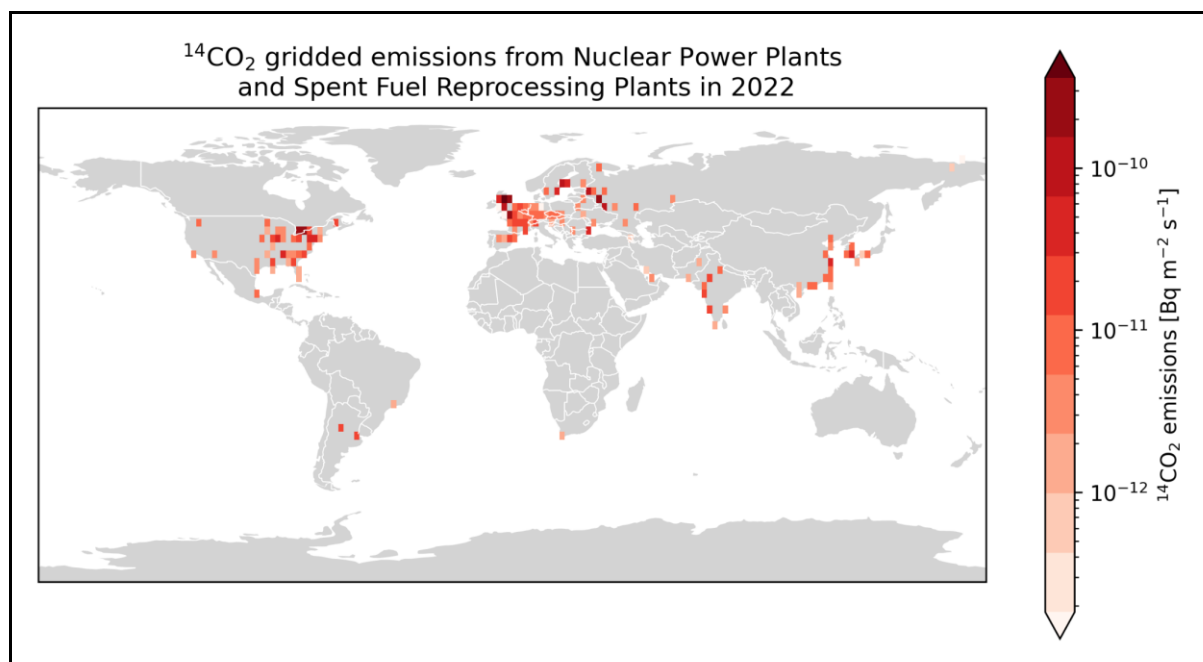 ¹⁴CO₂ gridded emissions from Nuclear Power Plants
and Spent Fuel Reprocessing Plants in 2022
10⁻¹⁰
10⁻¹¹
10⁻¹²
¹⁴CO₂ emissions [Bq m⁻² s⁻¹]